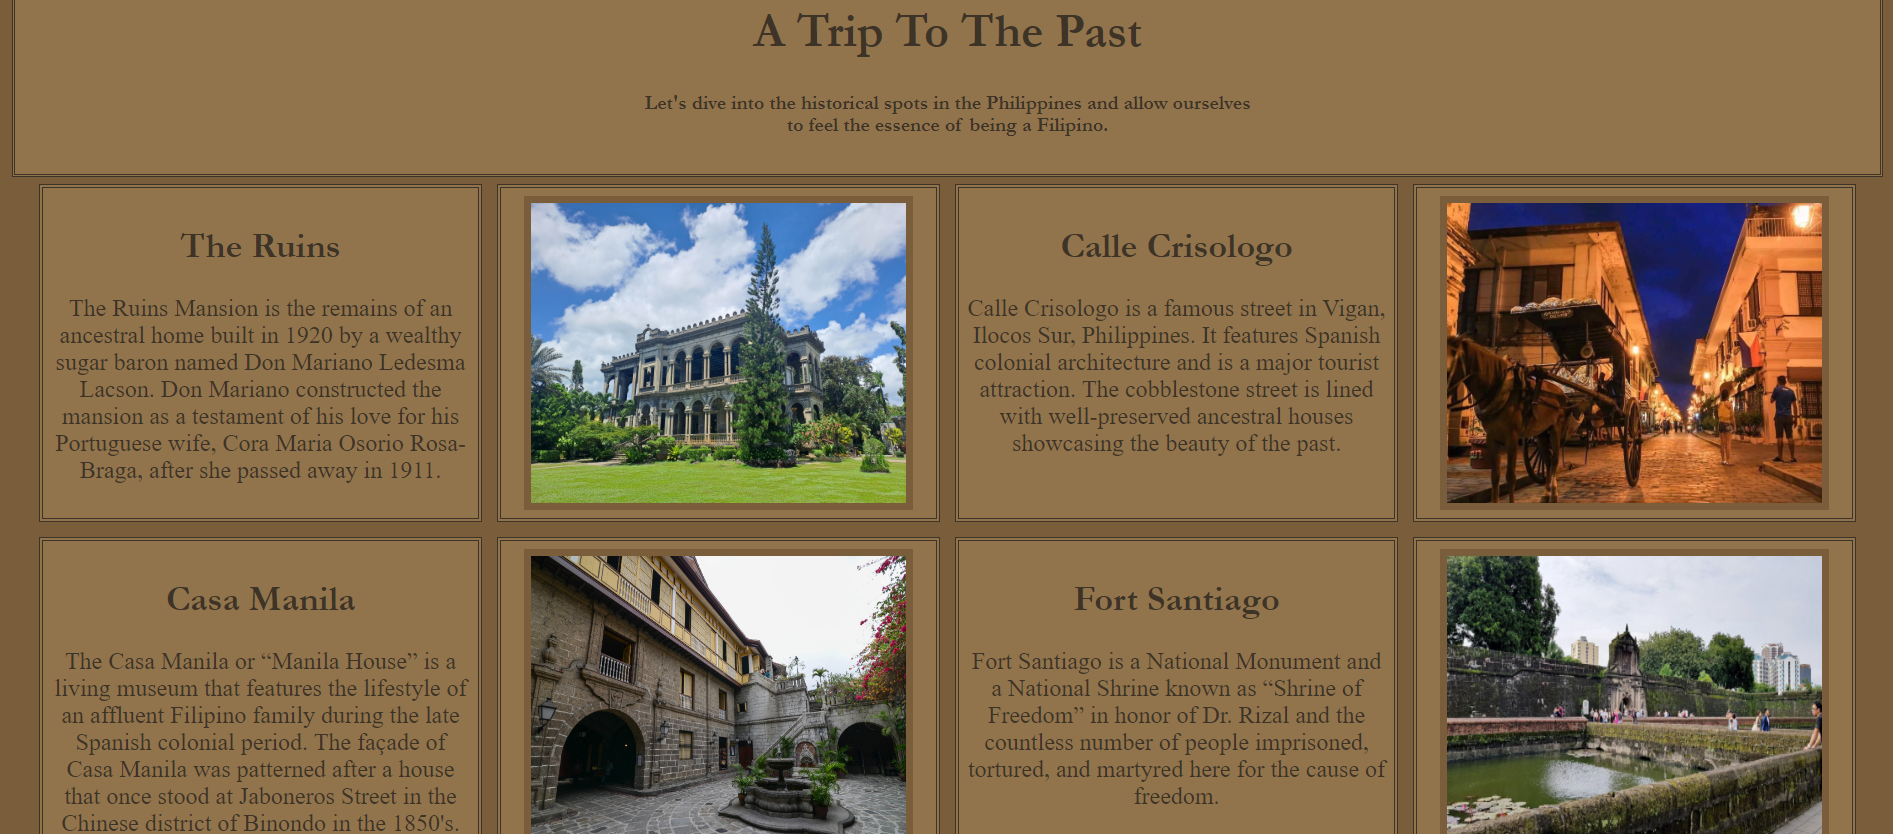 A Trip To The Past
Let's dive into the historical spots in the Philippines and allow ourselves
to feel the essence of being a Filipino.
The Ruins
The Ruins Mansion is the remains of an
ancestral home built in 1920 by a wealthy
sugar baron named Don Mariano Ledesma
Lacson. Don Mariano constructed the
mansion as a testament of his love for his
Portuguese wife, Cora Maria Osorio Rosa-
Braga, after she passed away in 1911.
Calle Crisologo
Calle Crisologo is a famous street in Vigan,
Ilocos Sur, Philippines. It features Spanish
colonial architecture and is a major tourist
attraction. The cobblestone street is lined
with well-preserved ancestral houses
showcasing the beauty of the past.
Casa Manila
The Casa Manila or “Manila House” is a
living museum that features the lifestyle of
an affluent Filipino family during the late
Spanish colonial period. The façade of
Casa Manila was patterned after a house
that once stood at Jaboneros Street in the
Chinese district of Binondo in the 1850's.
Fort Santiago
Fort Santiago is a National Monument and
a National Shrine known as “Shrine of
Freedom” in honor of Dr. Rizal and the
countless number of people imprisoned,
tortured, and martyred here for the cause of
freedom.